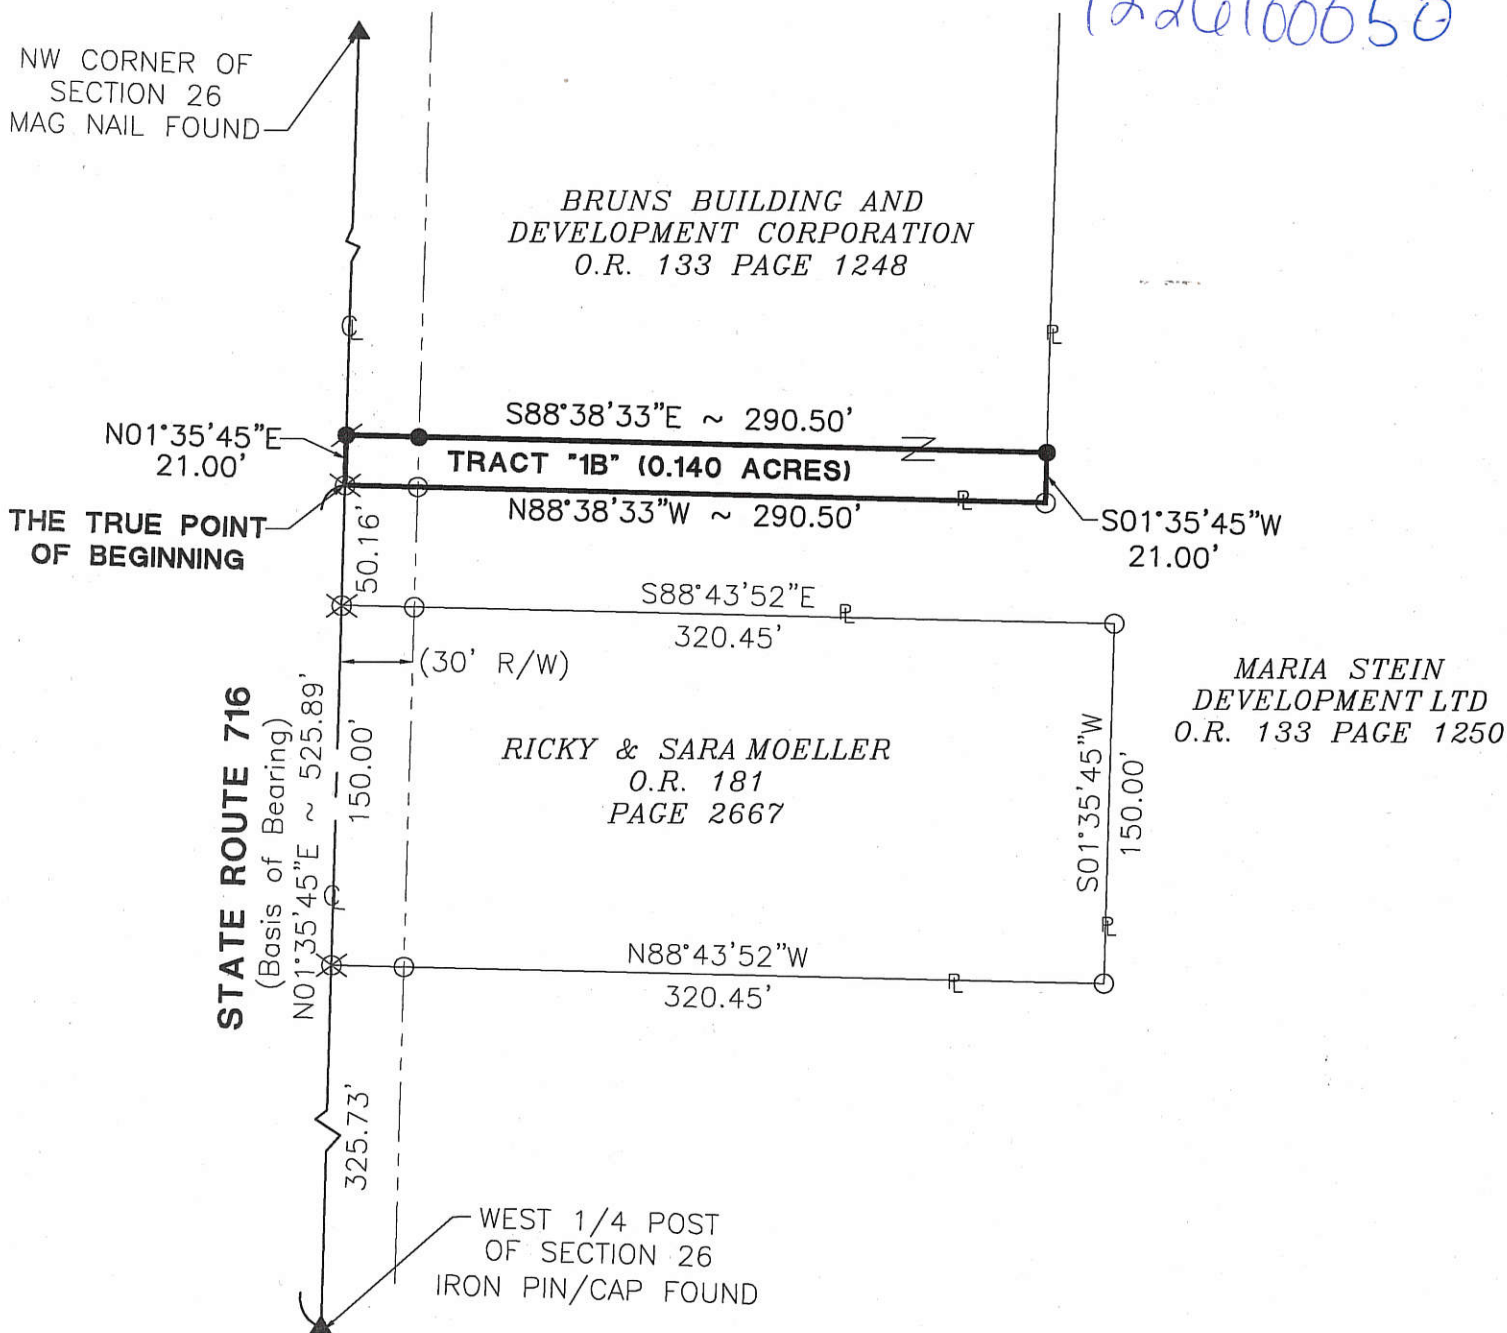 1226100050
NW CORNER OF
SECTION 26
MAG NAIL FOUND
BRUNS BUILDING AND
DEVELOPMENT CORPORATION
O.R. 133 PAGE 1248
S88°38'33"E ~ 290.50'
N01°35'45"E
21.00'
TRACT "1B" (0.140 ACRES)
N88°38'33"W ~ 290.50'
S01°35'45"W
21.00'
THE TRUE POINT
OF BEGINNING
50.16'
S88°43'52"E
320.45'
(30' R/W)
MARIA STEIN
DEVELOPMENT LTD
O.R. 133 PAGE 1250
RICKY & SARA MOELLER
O.R. 181
PAGE 2667
STATE ROUTE 716
(Basis of Bearing)
N01°35'45"E ~ 525.89'
150.00'
S01°35'45"W
150.00'
N88°43'52"W
320.45'
325.73'
WEST 1/4 POST
OF SECTION 26
IRON PIN/CAP FOUND